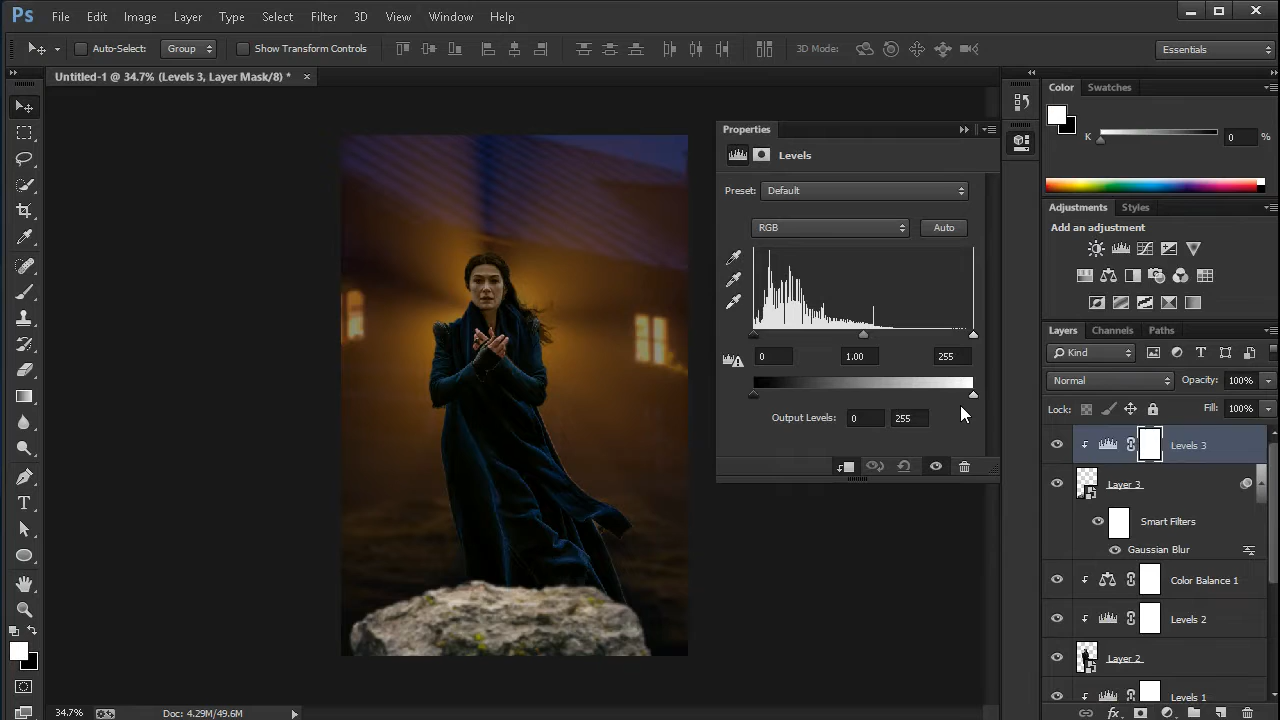 Ps File Edit Image Layer Type Select Filter 3D View Window Help
Auto-Select: Group Show Transform Controls 3D Mode: Essentials
Untitled-1 @ 34.7% (Levels 3, Layer Mask/8) * ×
Properties
Levels
Preset: Default
RGB Auto
0 1.00 255
Output Levels: 0 255
Color Swatches
K 0 %
Adjustments Styles
Add an adjustment
Layers Channels Paths
Kind T
Normal Opacity: 100%
Lock: Fill: 100%
Levels 3
Layer 3
Smart Filters
Gaussian Blur
Color Balance 1
Levels 2
Layer 2
Levels 1
fx
T
34.7% Doc: 4.29M/49.6M